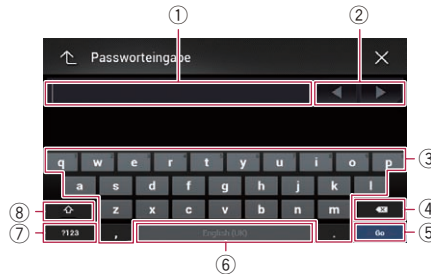 ① ②
Passworteingabe
q w e r t y u i o p ③
a s d f g h j k l
⑧ z x c v b n m ④
⑦ ?123 , English (UK) . Go ⑤
⑥